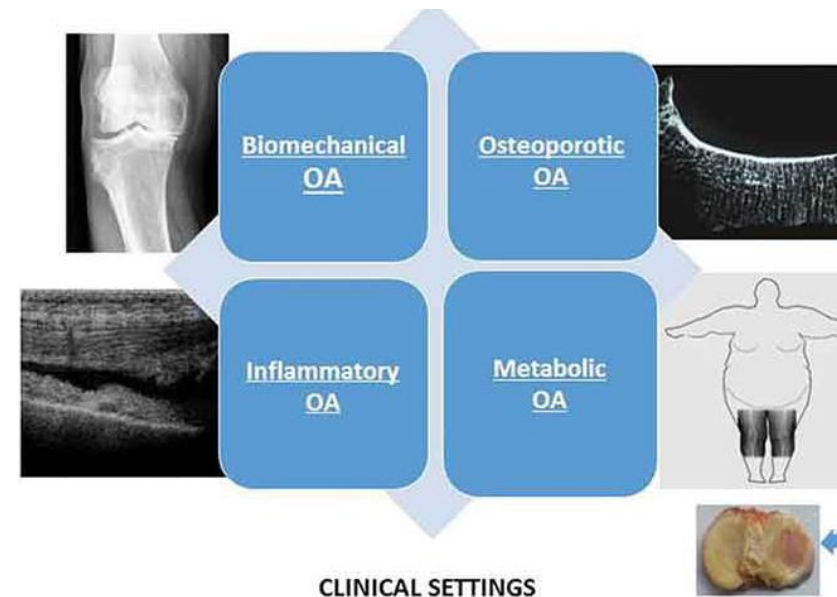 Biomechanical
OA
Osteoporotic
OA
Inflammatory
OA
Metabolic
OA
CLINICAL SETTINGS